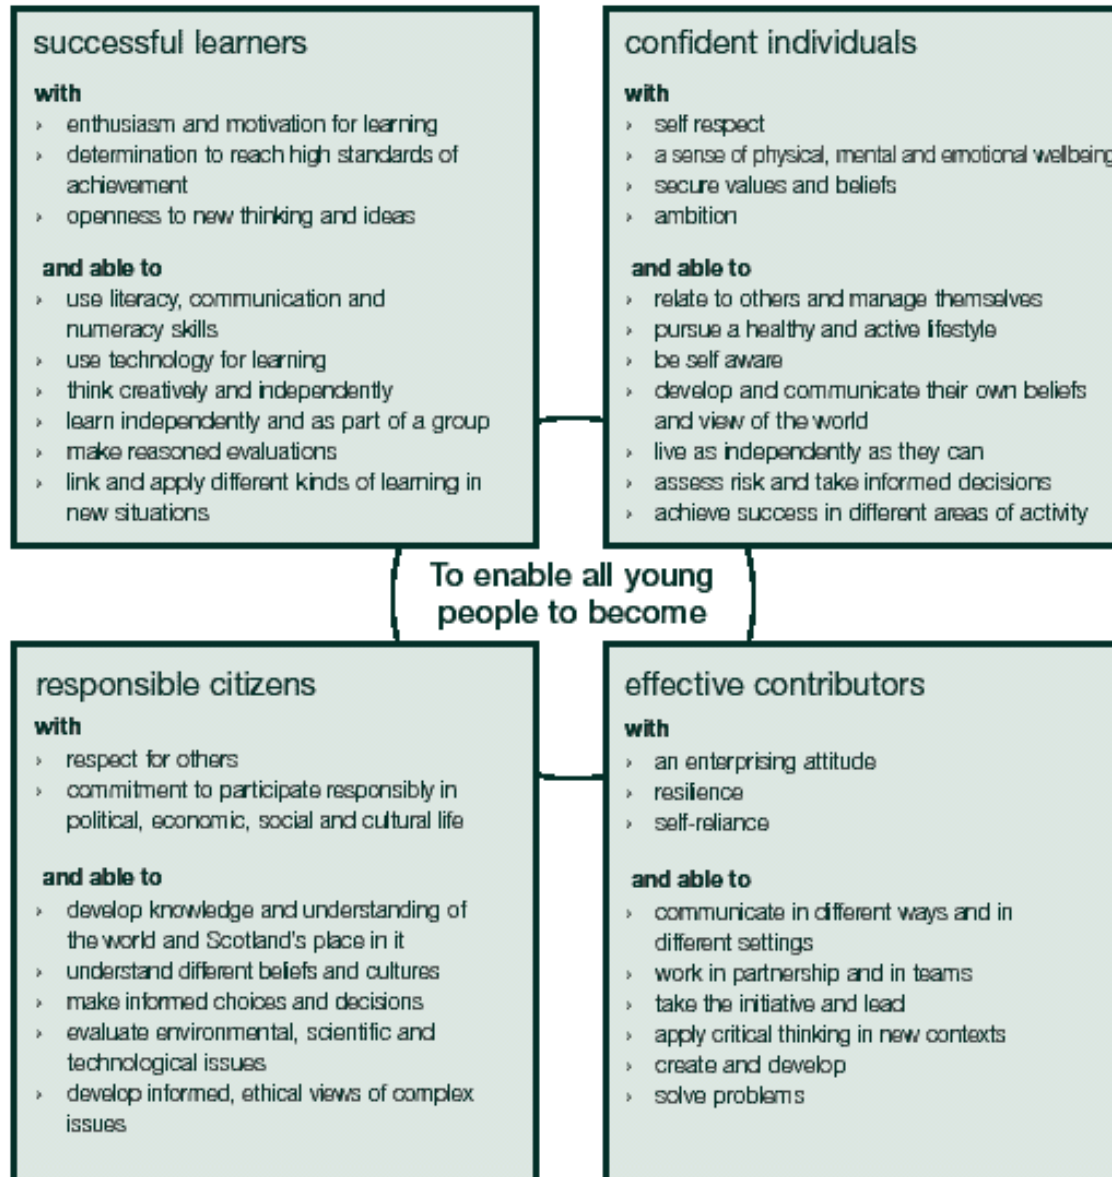 successful learners
with
› enthusiasm and motivation for learning
› determination to reach high standards of
achievement
› openness to new thinking and ideas
and able to
› use literacy, communication and
numeracy skills
› use technology for learning
› think creatively and independently
› learn independently and as part of a group
› make reasoned evaluations
› link and apply different kinds of learning in
new situations
confident individuals
with
› self respect
› a sense of physical, mental and emotional wellbeing
› secure values and beliefs
› ambition
and able to
› relate to others and manage themselves
› pursue a healthy and active lifestyle
› be self aware
› develop and communicate their own beliefs
and view of the world
› live as independently as they can
› assess risk and take informed decisions
› achieve success in different areas of activity
To enable all young
people to become
responsible citizens
with
› respect for others
› commitment to participate responsibly in
political, economic, social and cultural life
and able to
› develop knowledge and understanding of
the world and Scotland's place in it
› understand different beliefs and cultures
› make informed choices and decisions
› evaluate environmental, scientific and
technological issues
› develop informed, ethical views of complex
issues
effective contributors
with
› an enterprising attitude
› resilience
› self-reliance
and able to
› communicate in different ways and in
different settings
› work in partnership and in teams
› take the initiative and lead
› apply critical thinking in new contexts
› create and develop
› solve problems